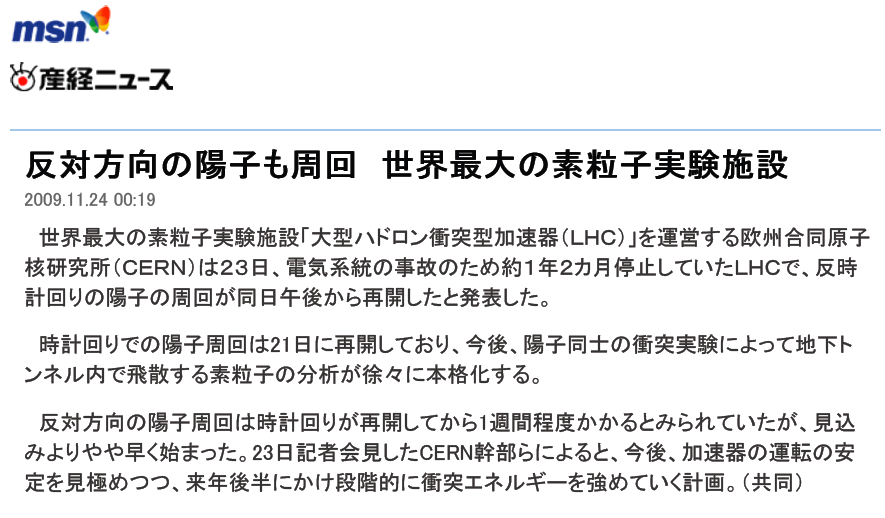 msn
産経ニュース
反対方向の陽子も周回　世界最大の素粒子実験施設
2009.11.24 00:19
　世界最大の素粒子実験施設「大型ハドロン衝突型加速器（ＬＨＣ）」を運営する欧州合同原子
核研究所（ＣＥＲＮ）は２３日、電気系統の事故のため約１年２カ月停止していたＬＨＣで、反時
計回りの陽子の周回が同日午後から再開したと発表した。
　時計回りでの陽子周回は21日に再開しており、今後、陽子同士の衝突実験によって地下ト
ンネル内で飛散する素粒子の分析が徐々に本格化する。
　反対方向の陽子周回は時計回りが再開してから1週間程度かかるとみられていたが、見込
みよりやや早く始まった。23日記者会見したCERN幹部らによると、今後、加速器の運転の安
定を見極めつつ、来年後半にかけ段階的に衝突エネルギーを強めていく計画。（共同）